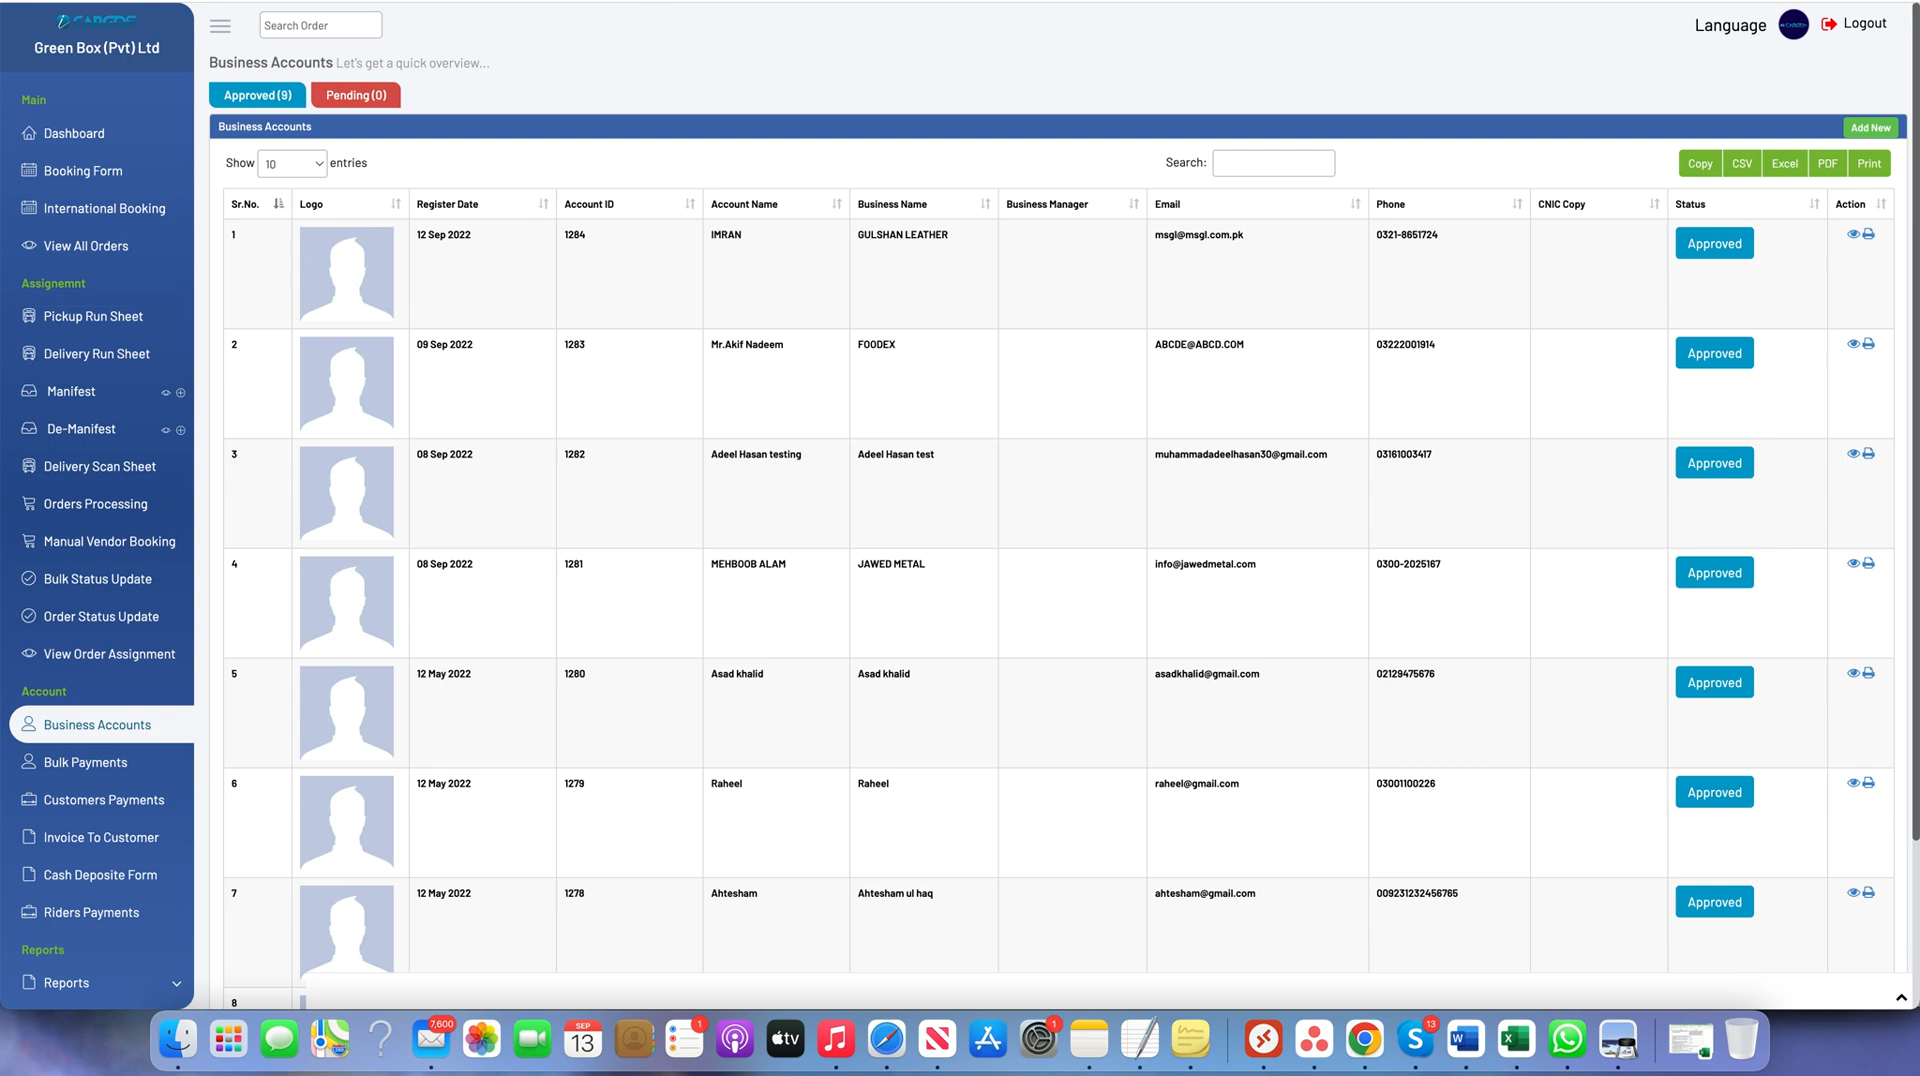 Green Box (Pvt) Ltd
Search Order
Language
Logout
Business Accounts Let's get a quick overview...
Approved (9)
Pending (0)
Business Accounts
Add New
Show 10 entries
Search:
Copy CSV Excel PDF Print
Sr.No. Logo Register Date Account ID Account Name Business Name Business Manager Email Phone CNIC Copy Status Action
1 12 Sep 2022 1284 IMRAN GULSHAN LEATHER msgl@msgl.com.pk 0321-8651724 Approved
2 09 Sep 2022 1283 Mr.Akif Nadeem FOODEX ABCDE@ABCD.COM 03222001914 Approved
3 08 Sep 2022 1282 Adeel Hasan testing Adeel Hasan test muhammadadeelhasan30@gmail.com 03161003417 Approved
4 08 Sep 2022 1281 MEHBOOB ALAM JAWED METAL info@jawedmetal.com 0300-2025167 Approved
5 12 May 2022 1280 Asad khalid Asad khalid asadkhalid@gmail.com 02129475676 Approved
6 12 May 2022 1279 Raheel Raheel raheel@gmail.com 03001100226 Approved
7 12 May 2022 1278 Ahtesham Ahtesham ul haq ahtesham@gmail.com 009231232456765 Approved
8
Main
Dashboard
Booking Form
International Booking
View All Orders
Assignemnt
Pickup Run Sheet
Delivery Run Sheet
Manifest
De-Manifest
Delivery Scan Sheet
Orders Processing
Manual Vendor Booking
Bulk Status Update
Order Status Update
View Order Assignment
Account
Business Accounts
Bulk Payments
Customers Payments
Invoice To Customer
Cash Deposite Form
Riders Payments
Reports
Reports
7,600
SEP
13
1
tv
1
13
S
W
X